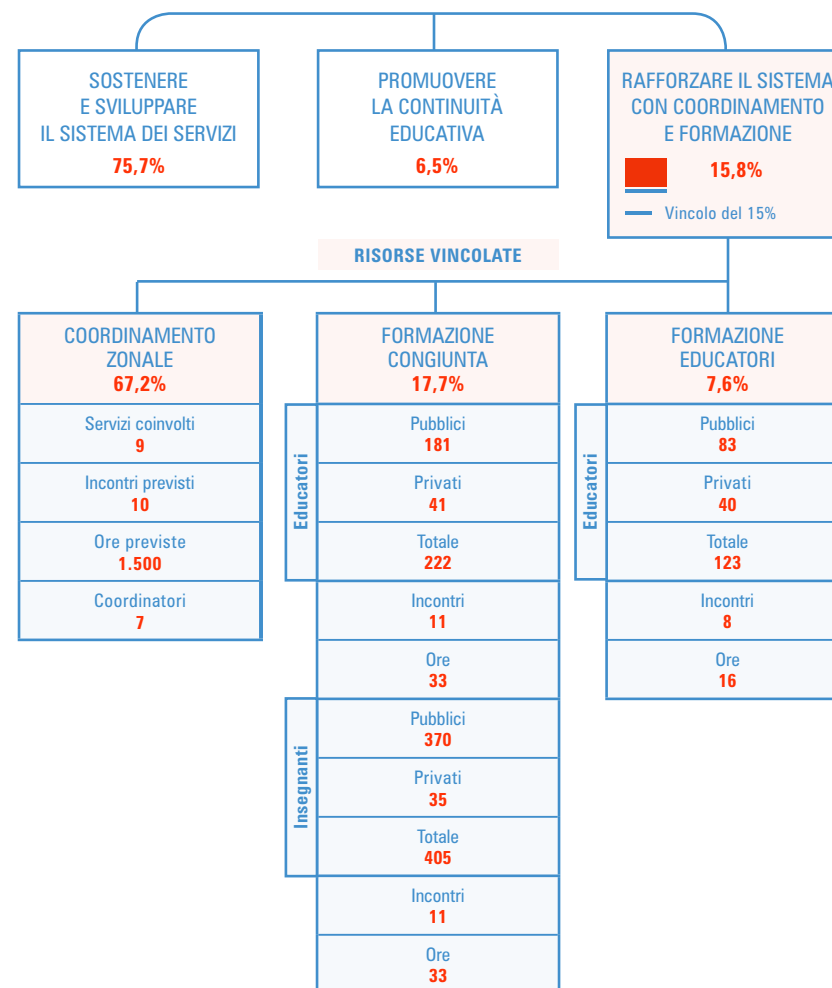 SOSTENERE
E SVILUPPARE
IL SISTEMA DEI SERVIZI
75,7%
PROMUOVERE
LA CONTINUITÀ
EDUCATIVA
6,5%
RAFFORZARE IL SISTEMA
CON COORDINAMENTO
E FORMAZIONE
15,8%
Vincolo del 15%
RISORSE VINCOLATE
COORDINAMENTO
ZONALE
67,2%
Servizi coinvolti
9
Incontri previsti
10
Ore previste
1.500
Coordinatori
7
FORMAZIONE
CONGIUNTA
17,7%
Educatori
Pubblici
181
Privati
41
Totale
222
Incontri
11
Ore
33
Insegnanti
Pubblici
370
Privati
35
Totale
405
Incontri
11
Ore
33
FORMAZIONE
EDUCATORI
7,6%
Educatori
Pubblici
83
Privati
40
Totale
123
Incontri
8
Ore
16